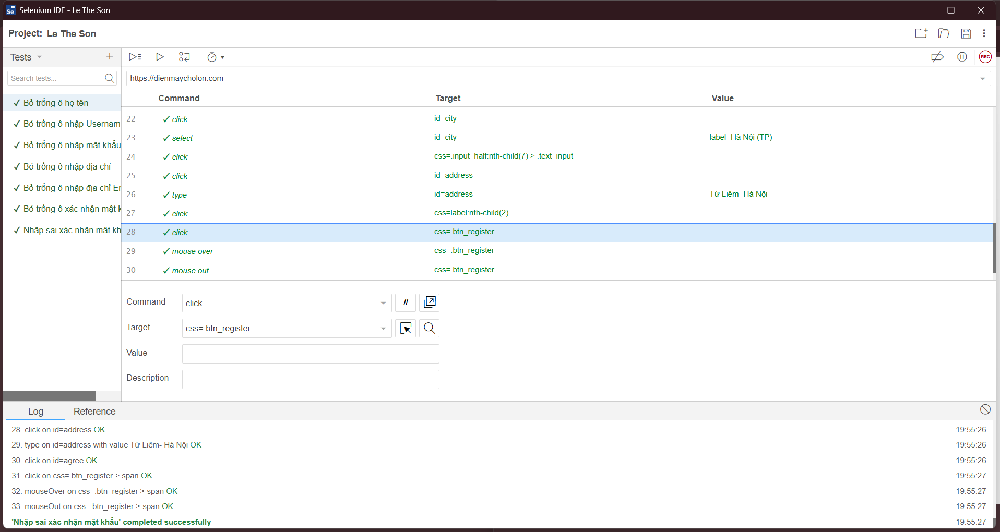 Selenium IDE - Le The Son
Project: Le The Son
Tests
Search tests...
✓ Bỏ trống ô họ tên
✓ Bỏ trống ô nhập Usernam
✓ Bỏ trống ô nhập mật khẩu
✓ Bỏ trống ô nhập địa chỉ
✓ Bỏ trống ô nhập địa chỉ Er
✓ Bỏ trống ô xác nhận mật k
✓ Nhập sai xác nhận mật kh
REC
https://dienmaycholon.com
Command Target Value
22 ✓ click id=city
23 ✓ select id=city label=Hà Nội (TP)
24 ✓ click css=.input_half:nth-child(7) > .text_input
25 ✓ click id=address
26 ✓ type id=address Từ Liêm- Hà Nội
27 ✓ click css=label:nth-child(2)
28 ✓ click css=.btn_register
29 ✓ mouse over css=.btn_register
30 ✓ mouse out css=.btn_register
Command click //
Target css=.btn_register
Value
Description
Log Reference
28. click on id=address OK 19:55:26
29. type on id=address with value Từ Liêm- Hà Nội OK 19:55:26
30. click on id=agree OK 19:55:26
31. click on css=.btn_register > span OK 19:55:27
32. mouseOver on css=.btn_register > span OK 19:55:27
33. mouseOut on css=.btn_register > span OK 19:55:27
'Nhập sai xác nhận mật khẩu' completed successfully 19:55:27